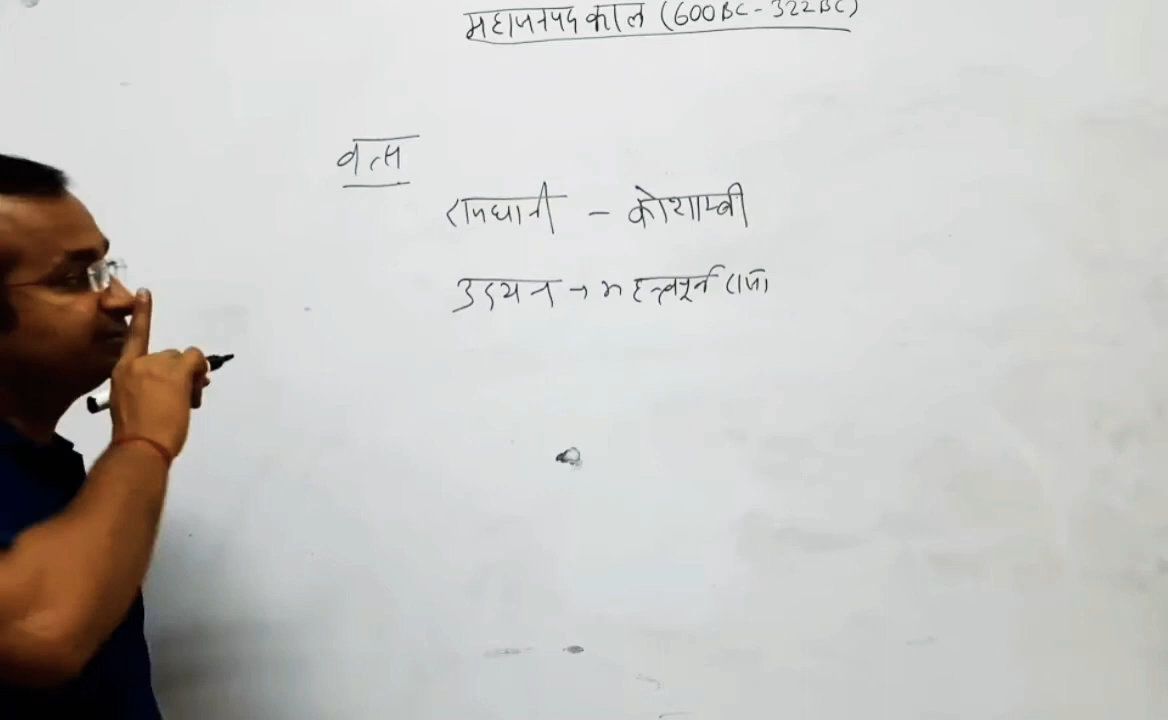 महाजनपद काल (600BC - 322BC)
वत्स
राजधानी - कोशाम्बी
उदयन → महत्त्वपूर्न राजा